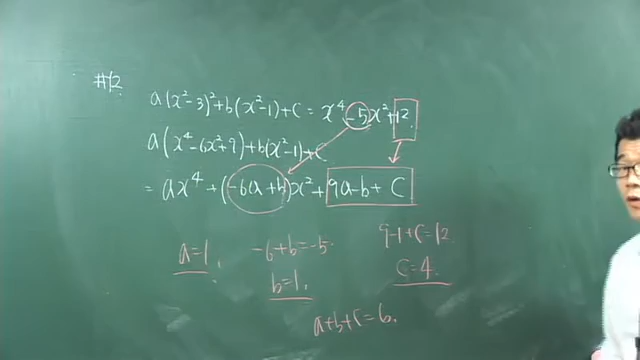 #12
a(x²-3)²+b(x²-1)+C = x⁴-5x²+12.
a(x⁴-6x²+9)+b(x²-1)+C
= ax⁴+(-6a+b)x²+9a-b+C
a=1,
-6+b=-5.
b=1.
9-1+C=12.
C=4.
a+b+C=6.